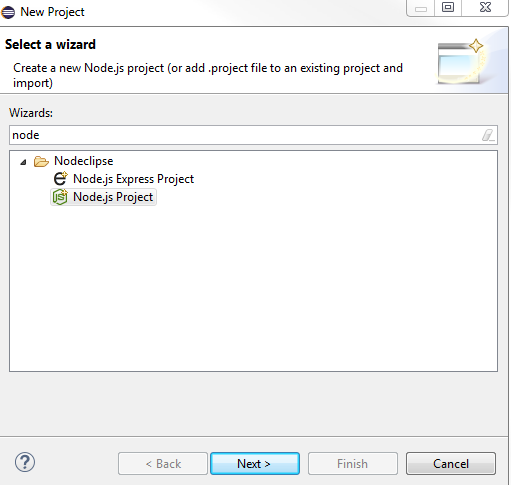 New Project
Select a wizard
Create a new Node.js project (or add .project file to an existing project and
import)
Wizards:
node
Nodeclipse
Node.js Express Project
Node.js Project
? < Back Next > Finish Cancel